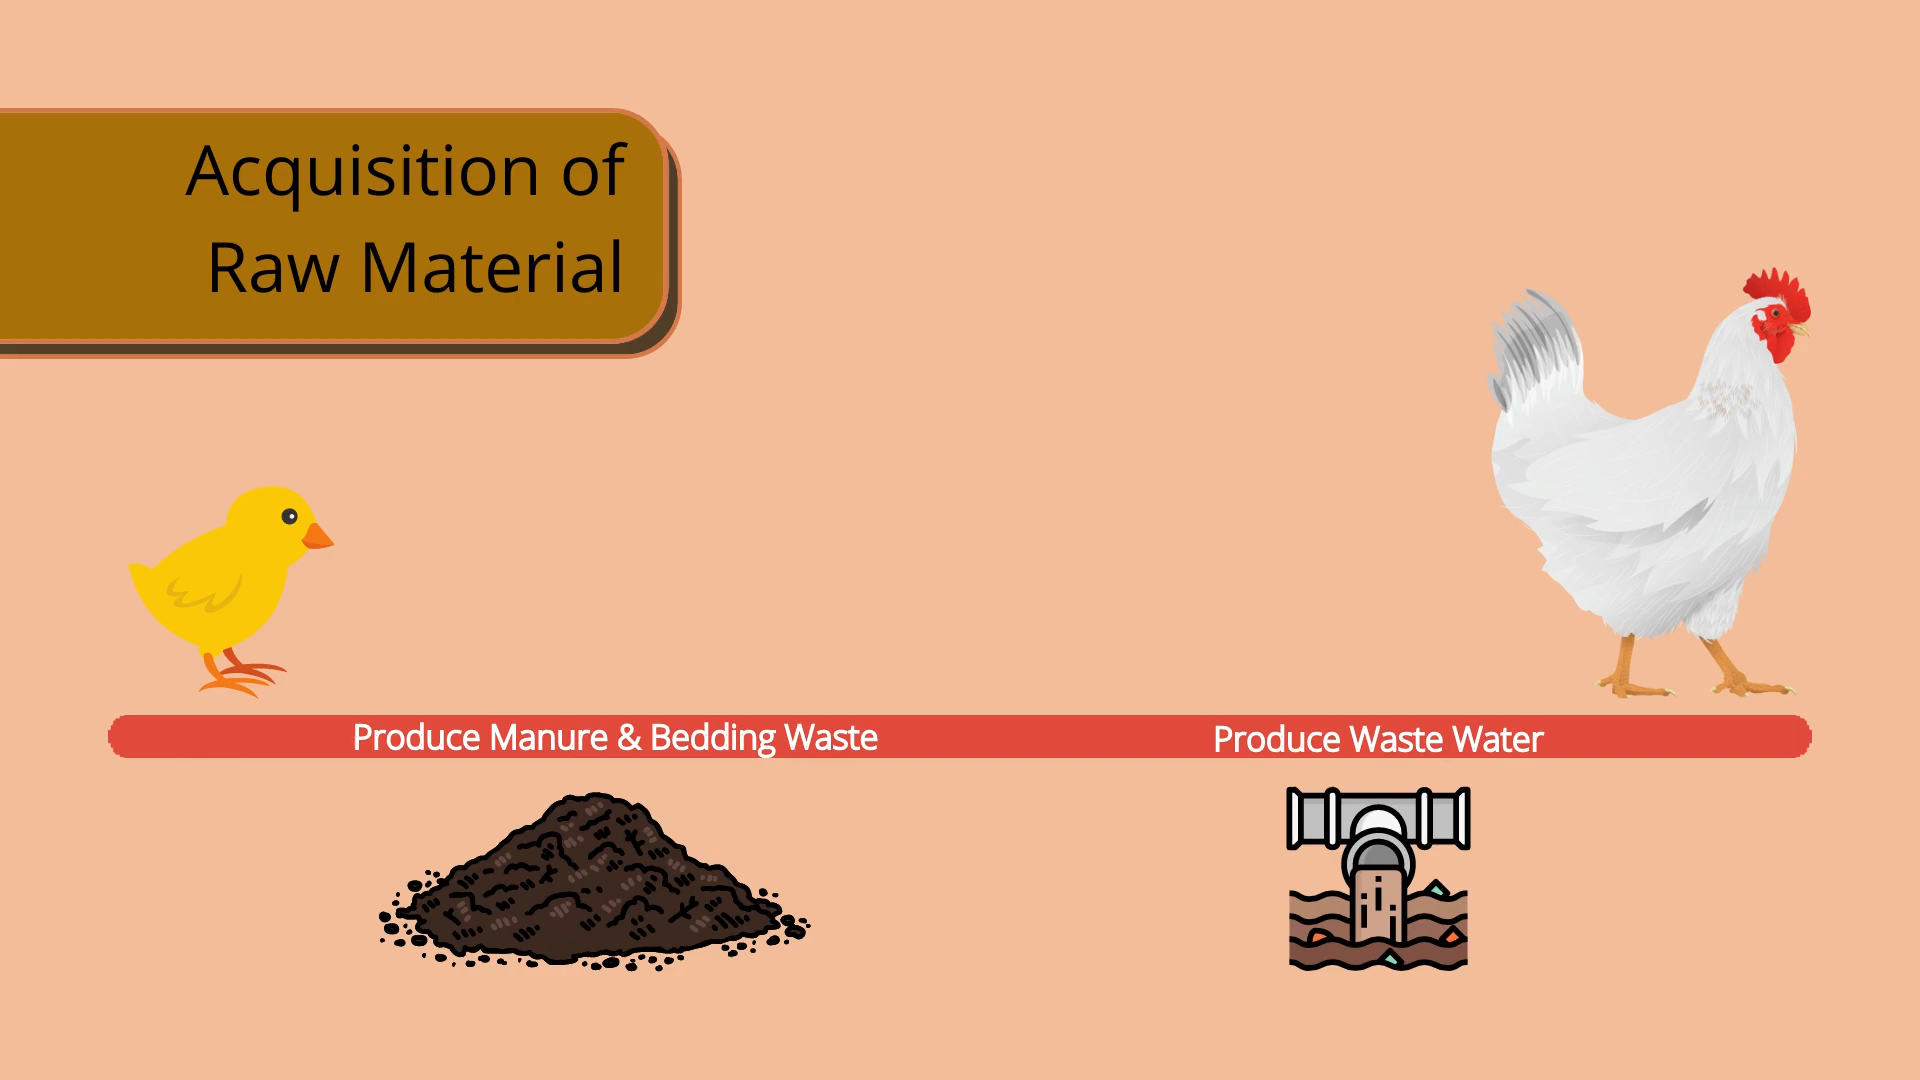 Acquisition of
Raw Material
Produce Manure & Bedding Waste
Produce Waste Water